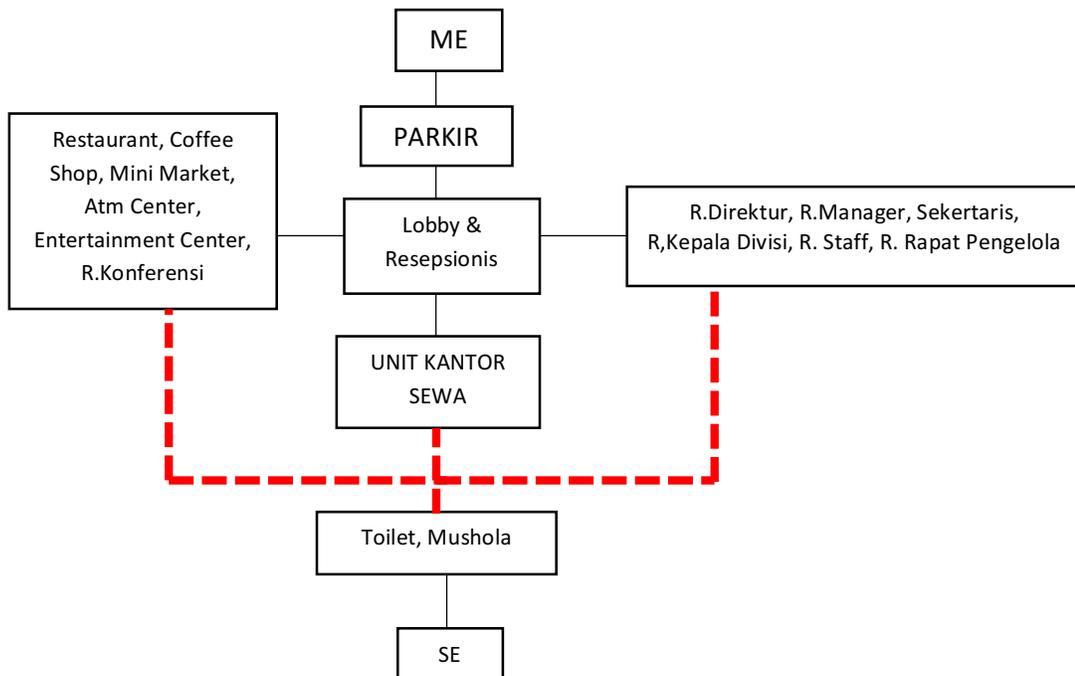 ME
PARKIR
Restaurant, Coffee
Shop, Mini Market,
Atm Center,
Entertainment Center,
R.Konferensi
Lobby &
Resepsionis
R.Direktur, R.Manager, Sekertaris,
R,Kepala Divisi, R. Staff, R. Rapat Pengelola
UNIT KANTOR
SEWA
Toilet, Mushola
SE